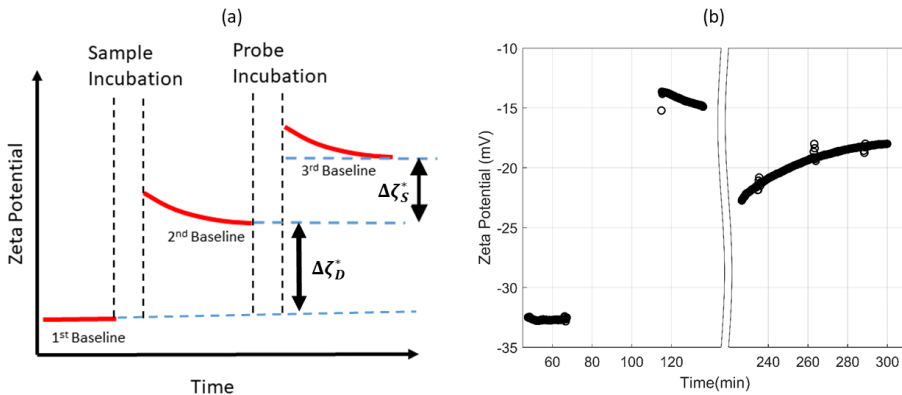 (a)
Sample
Incubation
Probe
Incubation
Zeta Potential
3rd Baseline
Δζ*S
2nd Baseline
Δζ*D
1st Baseline
Time
(b)
Zeta Potential (mV)
-10
-15
-20
-25
-30
-35
60 80 100 120 240 260 280 300
Time(min)